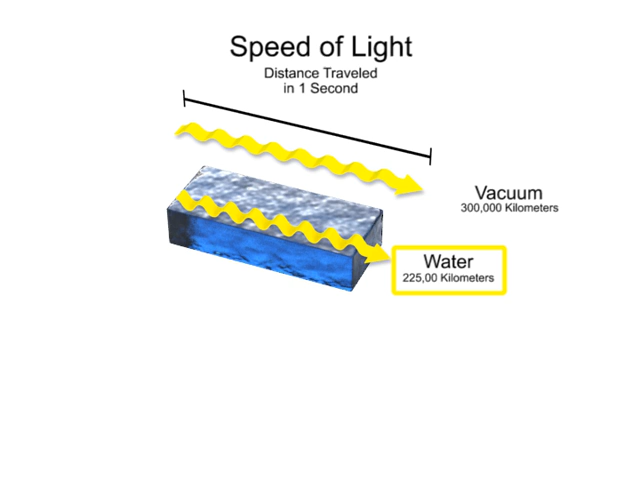 Speed of Light
Distance Traveled
in 1 Second
Vacuum
300,000 Kilometers
Water
225,00 Kilometers